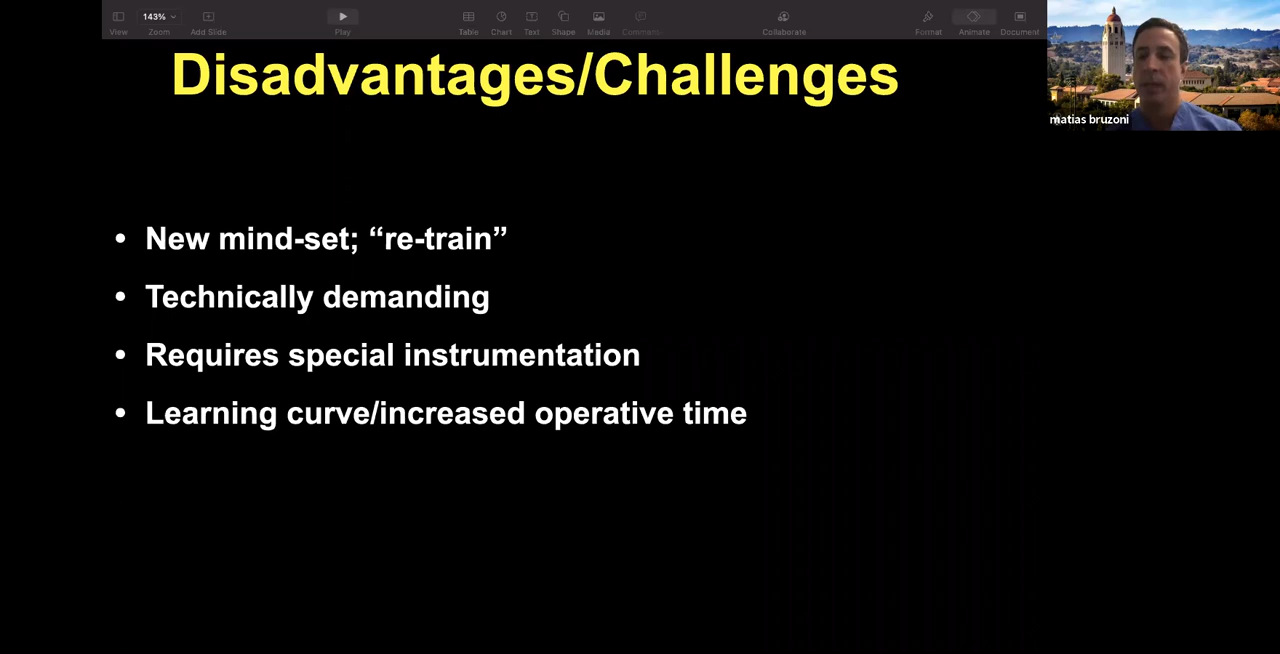 143%
View
Zoom
Add Slide
Play
Table
Chart
Text
Shape
Media
Comment
Collaborate
Format
Animate
Document
Disadvantages/Challenges
matias bruzoni
• New mind-set; “re-train”
• Technically demanding
• Requires special instrumentation
• Learning curve/increased operative time